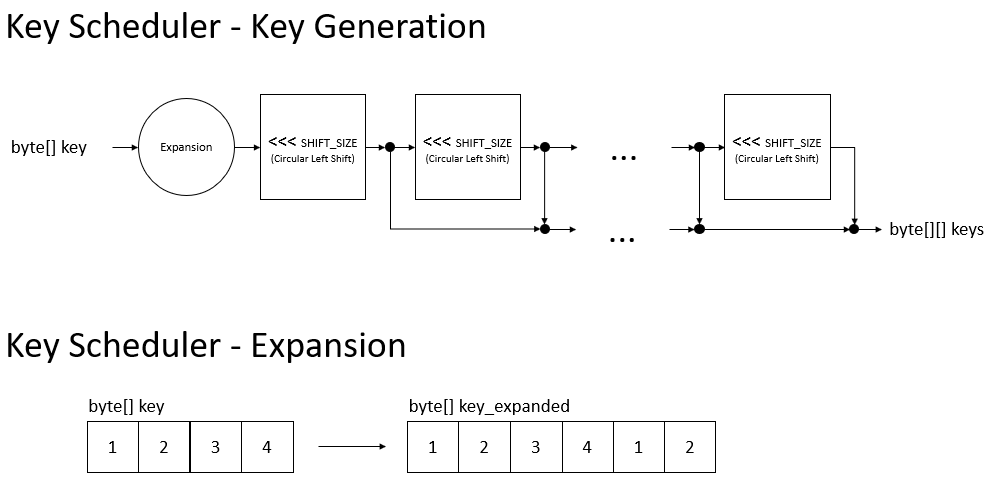 Key Scheduler - Key Generation
byte[] key
Expansion
<<< SHIFT_SIZE
(Circular Left Shift)
<<< SHIFT_SIZE
(Circular Left Shift)
...
<<< SHIFT_SIZE
(Circular Left Shift)
...
byte[][] keys
Key Scheduler - Expansion
byte[] key
1 2 3 4
byte[] key_expanded
1 2 3 4 1 2